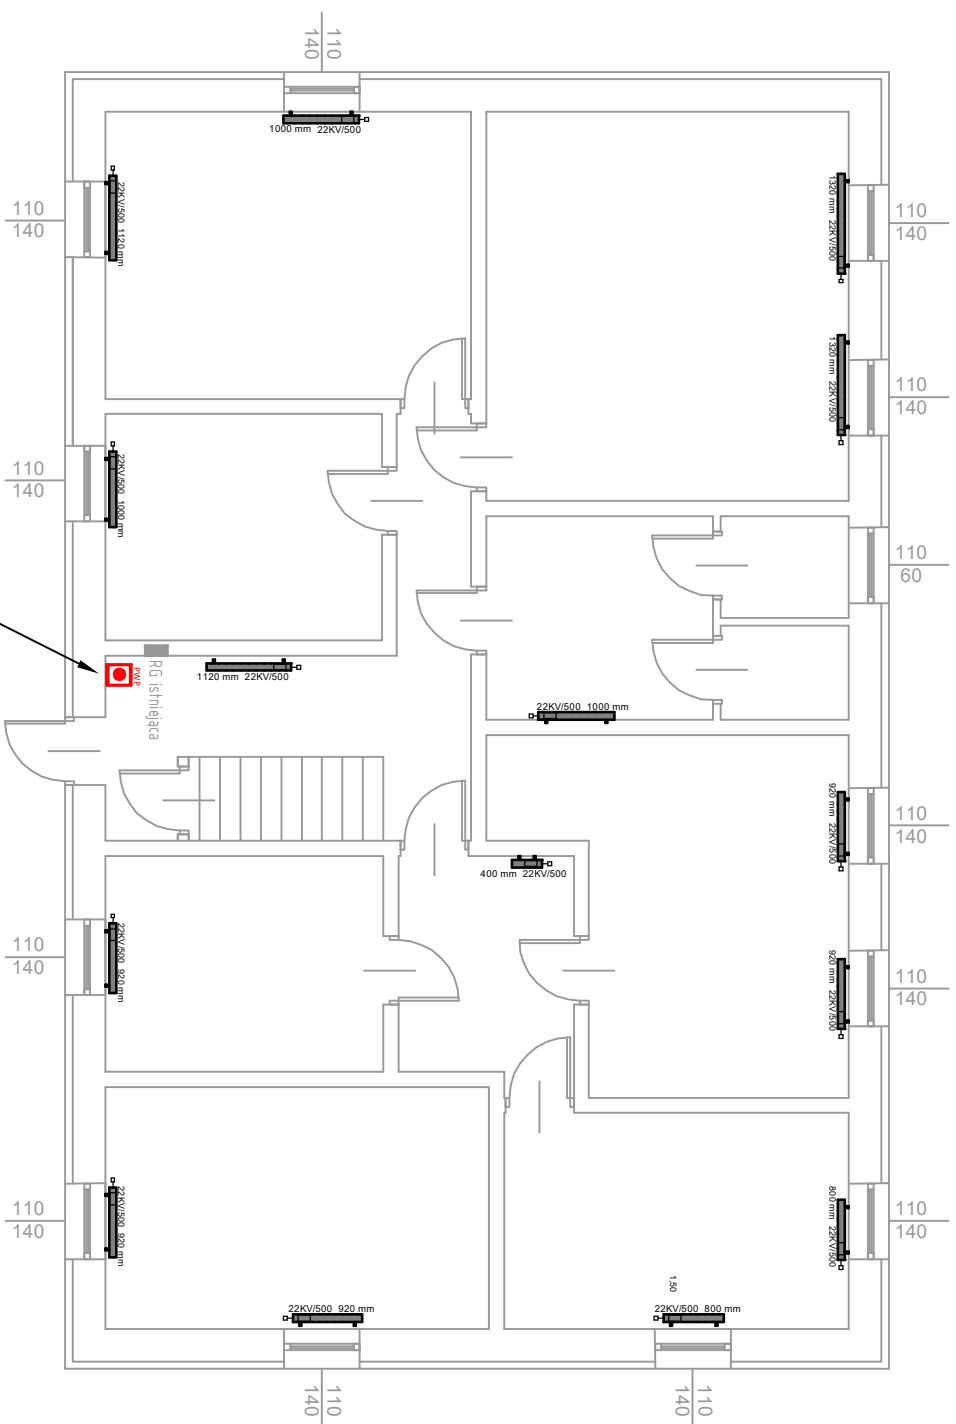 110
140
1000 mm 22KV/500
22KV/500 1120 mm
1320 mm 22KV/500
110
140
110
140
1320 mm 22KV/500
110
140
22KV/500 1000 mm
110
140
110
60
PWP
RG istniejąca
1120 mm 22KV/500
22KV/500 1000 mm
920 mm 22KV/500
110
140
400 mm 22KV/500
22KV/500 920 mm
110
140
920 mm 22KV/500
110
140
22KV/500 920 mm
110
140
800 mm 22KV/500
110
140
1,50
22KV/500 920 mm
22KV/500 800 mm
110
140
110
140